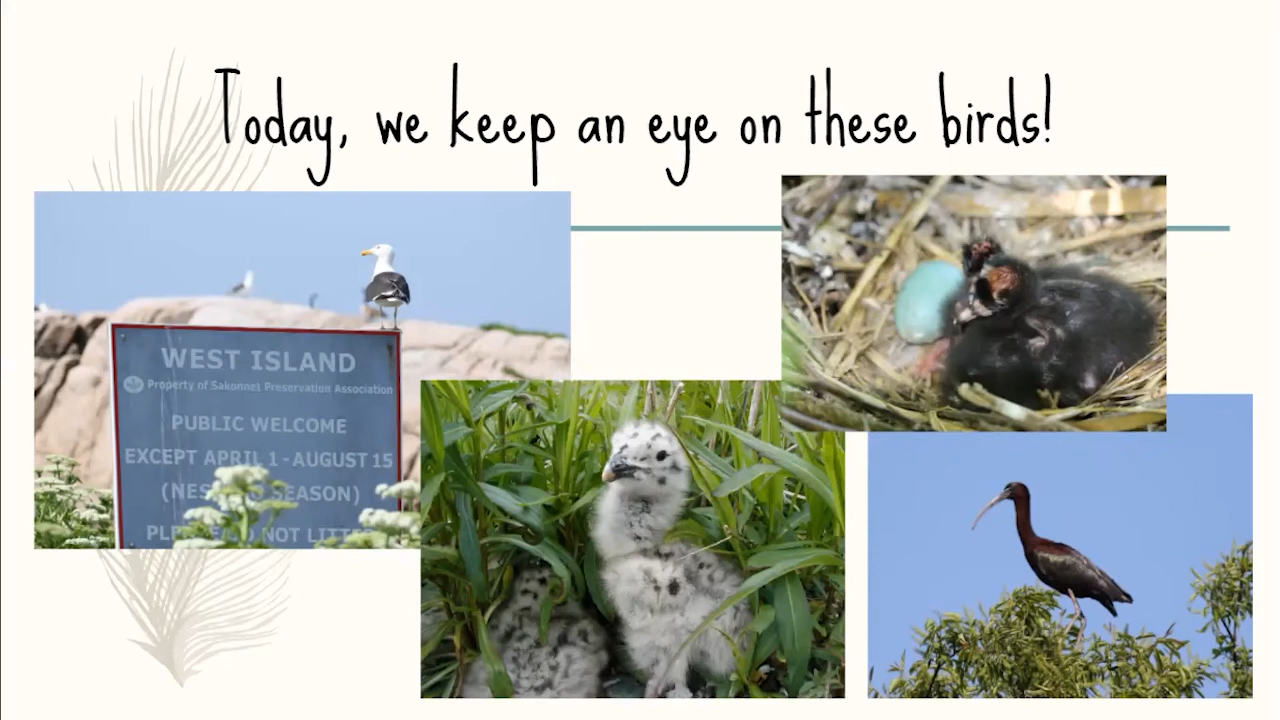 Today, we keep an eye on these birds!
WEST ISLAND
Property of Sakonnet Preservation Association
PUBLIC WELCOME
EXCEPT APRIL 1 - AUGUST 15
SEASON)
NOT